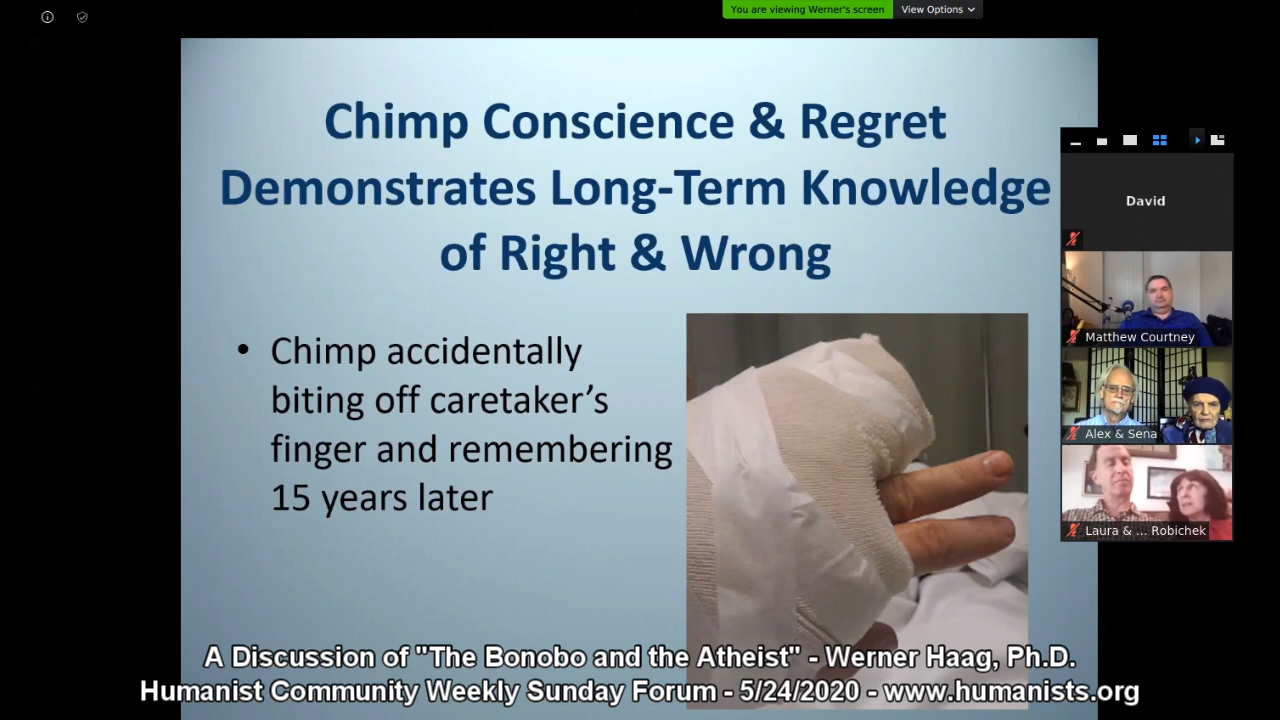 You are viewing Werner's screen
View Options
Chimp Conscience & Regret
Demonstrates Long-Term Knowledge
of Right & Wrong
• Chimp accidentally
biting off caretaker’s
finger and remembering
15 years later
David
Matthew Courtney
Alex & Sena
Laura & ... Robichek
A Discussion of "The Bonobo and the Atheist" - Werner Haag, Ph.D.
Humanist Community Weekly Sunday Forum - 5/24/2020 - www.humanists.org